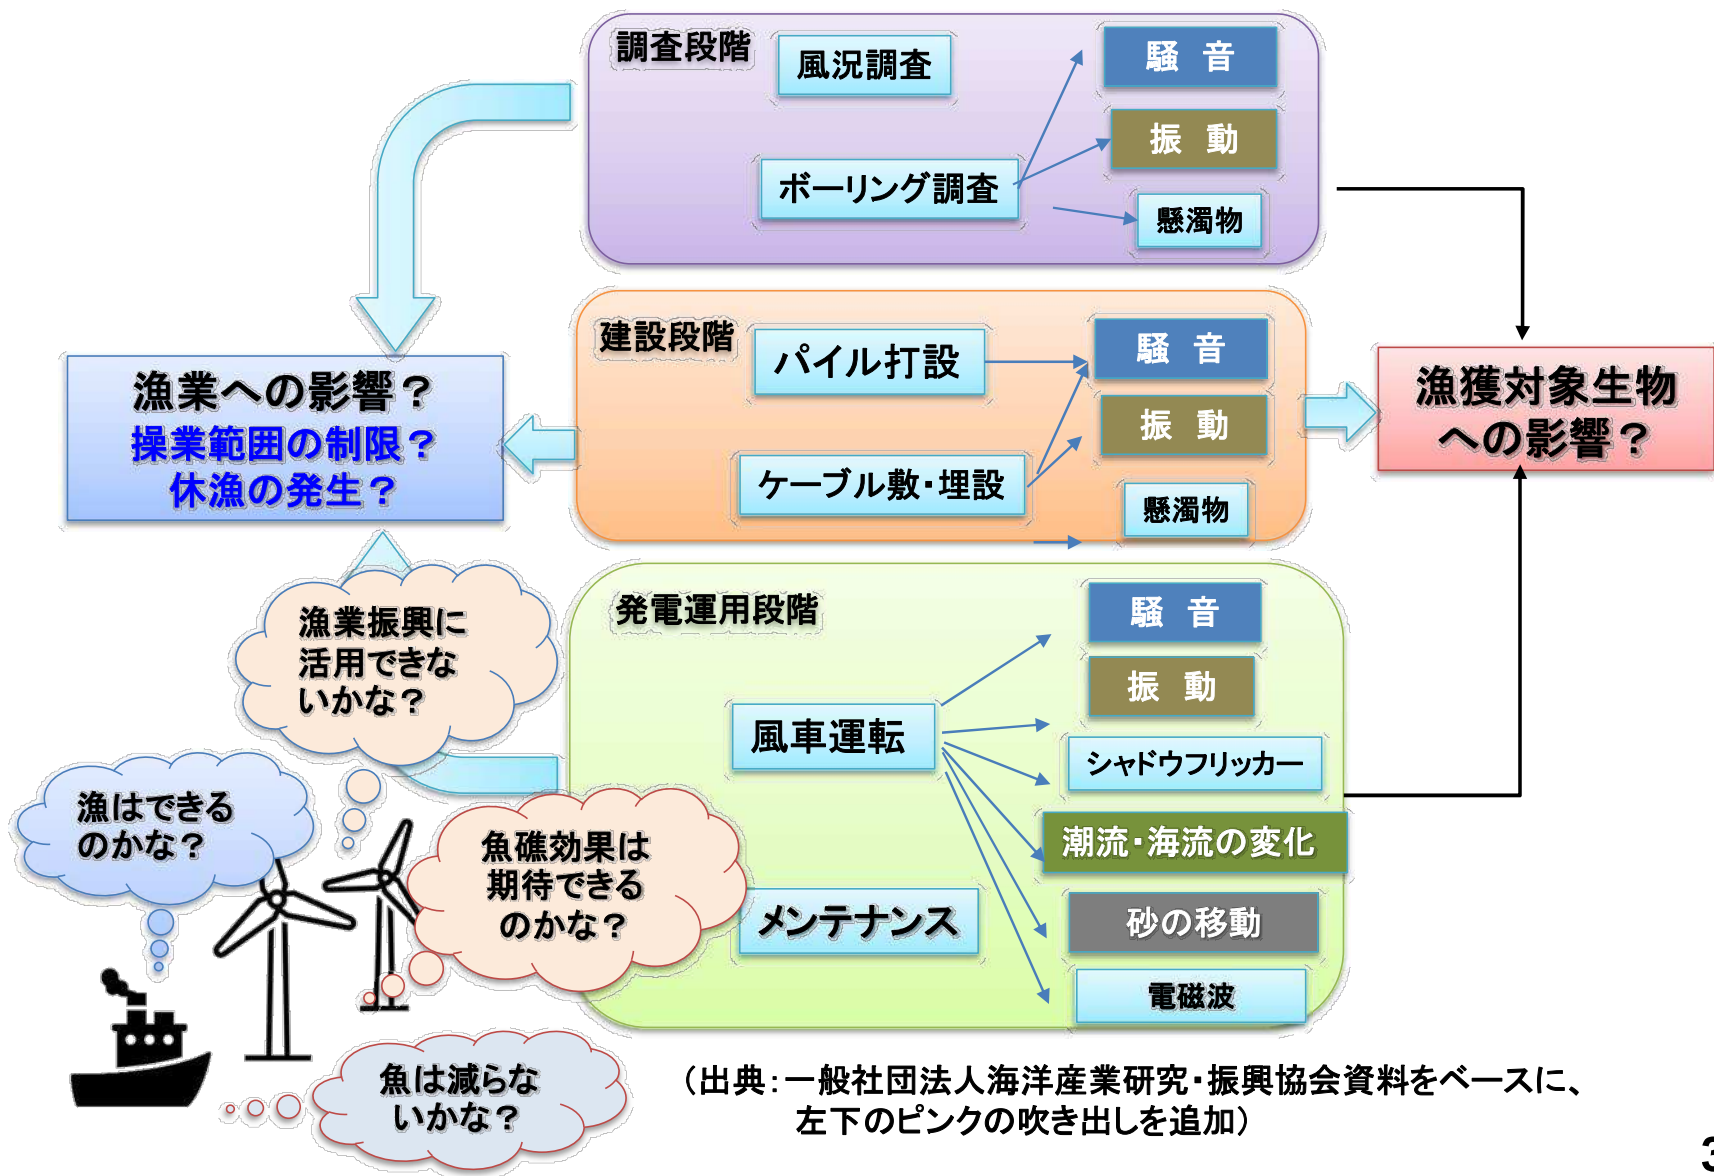 調査段階
風況調査
ボーリング調査
騒 音
振 動
懸濁物
建設段階
パイル打設
ケーブル敷・埋設
騒 音
振 動
懸濁物
漁業への影響？
操業範囲の制限？
休漁の発生？
漁獲対象生物
への影響？
発電運用段階
風車運転
メンテナンス
騒 音
振 動
シャドウフリッカー
潮流・海流の変化
砂の移動
電磁波
漁業振興に
活用できな
いかな？
漁はできる
のかな？
魚礁効果は
期待できる
のかな？
魚は減らな
いかな？
（出典：一般社団法人海洋産業研究・振興協会資料をベースに、
左下のピンクの吹き出しを追加）
3